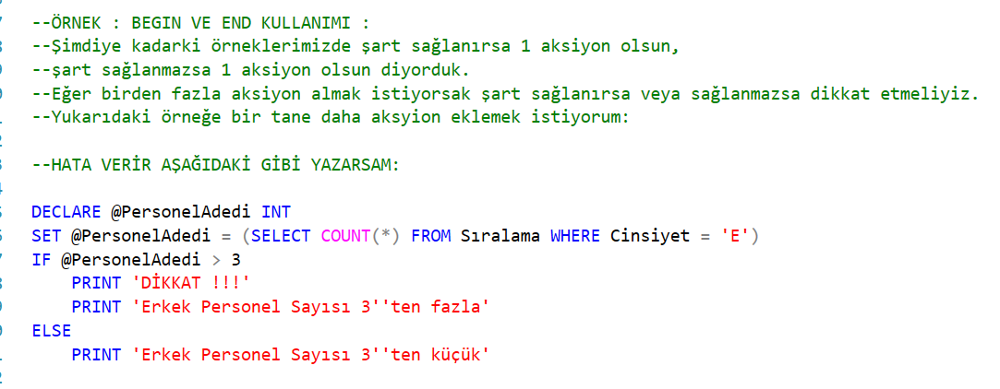 --ÖRNEK : BEGIN VE END KULLANIMI :
--Şimdiye kadarki örneklerimizde şart sağlanırsa 1 aksiyon olsun,
--şart sağlanmazsa 1 aksiyon olsun diyorduk.
--Eğer birden fazla aksiyon almak istiyorsak şart sağlanırsa veya sağlanmazsa dikkat etmeliyiz.
--Yukarıdaki örneğe bir tane daha aksyion eklemek istiyorum:
--HATA VERİR AŞAĞIDAKİ GİBİ YAZARSAM:
DECLARE @PersonelAdedi INT
SET @PersonelAdedi = (SELECT COUNT(*) FROM Sıralama WHERE Cinsiyet = 'E')
IF @PersonelAdedi > 3
    PRINT 'DİKKAT !!!'
    PRINT 'Erkek Personel Sayısı 3''ten fazla'
ELSE
    PRINT 'Erkek Personel Sayısı 3''ten küçük'